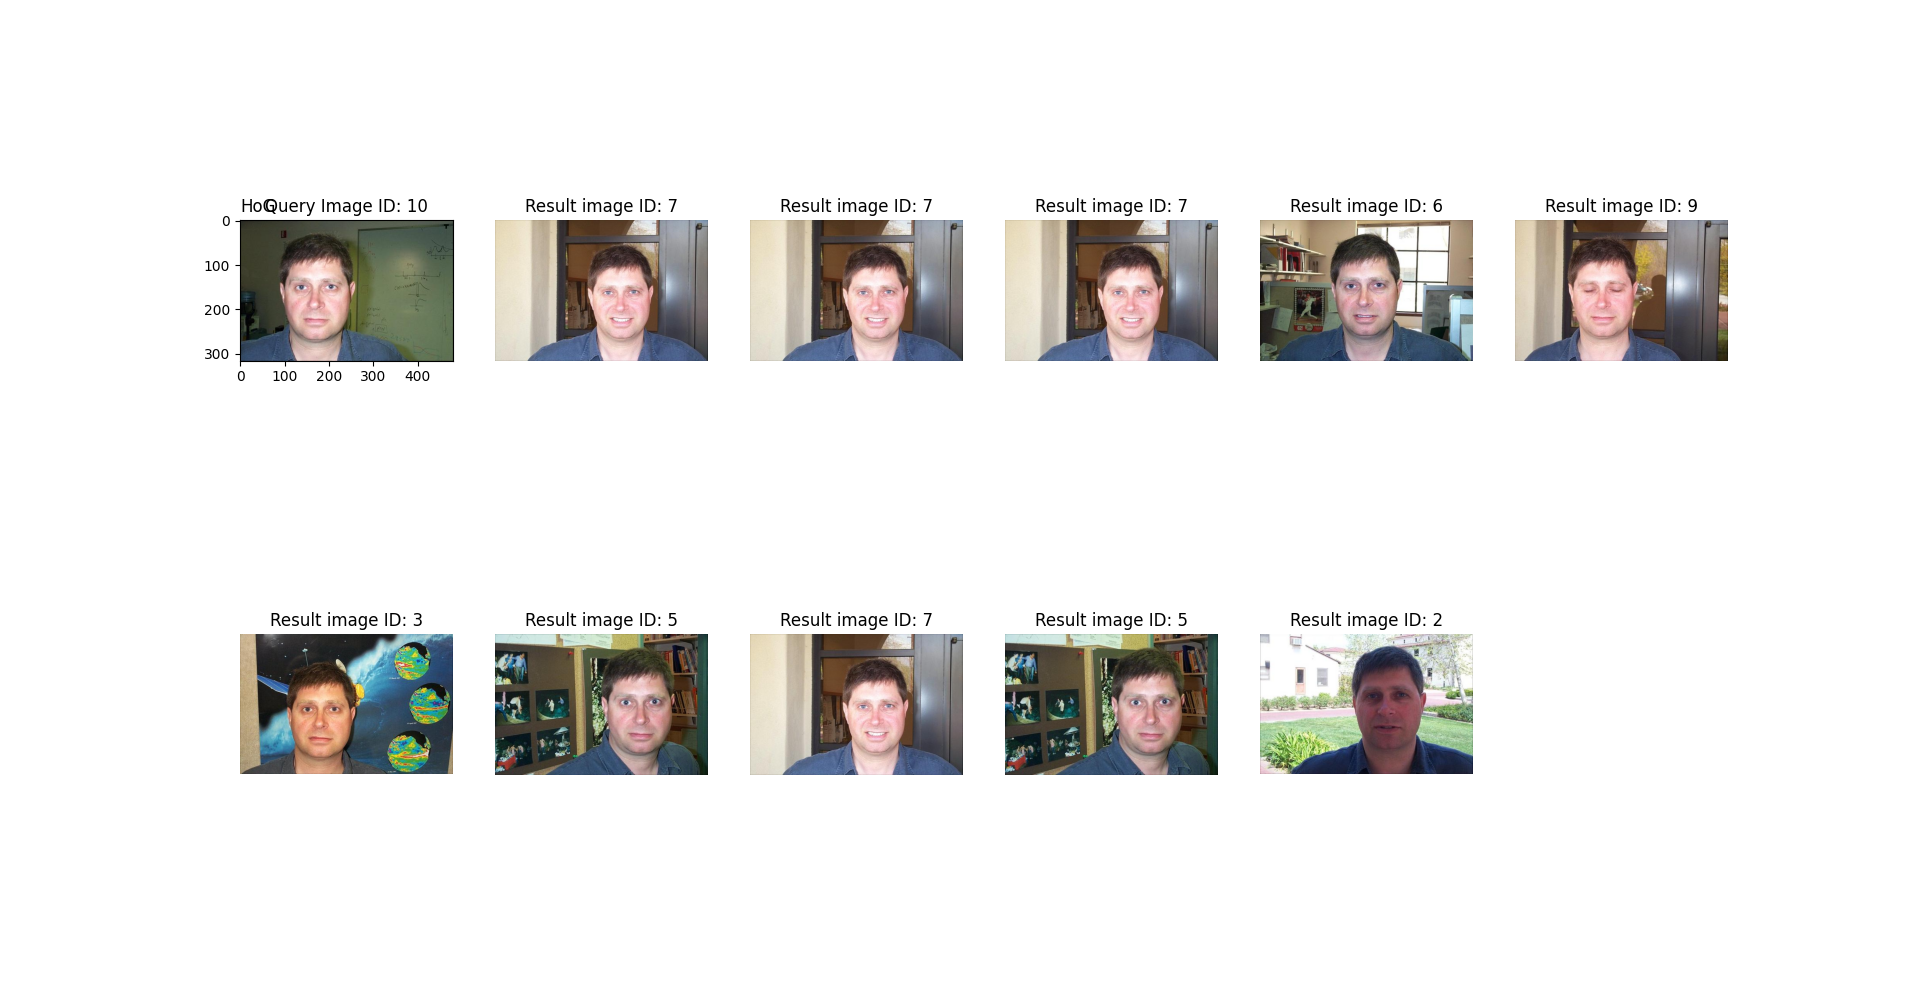 HoG
Query Image ID: 10
Result image ID: 7
Result image ID: 7
Result image ID: 7
Result image ID: 6
Result image ID: 9
0
100
200
300
0 100 200 300 400
Result image ID: 3
Result image ID: 5
Result image ID: 7
Result image ID: 5
Result image ID: 2